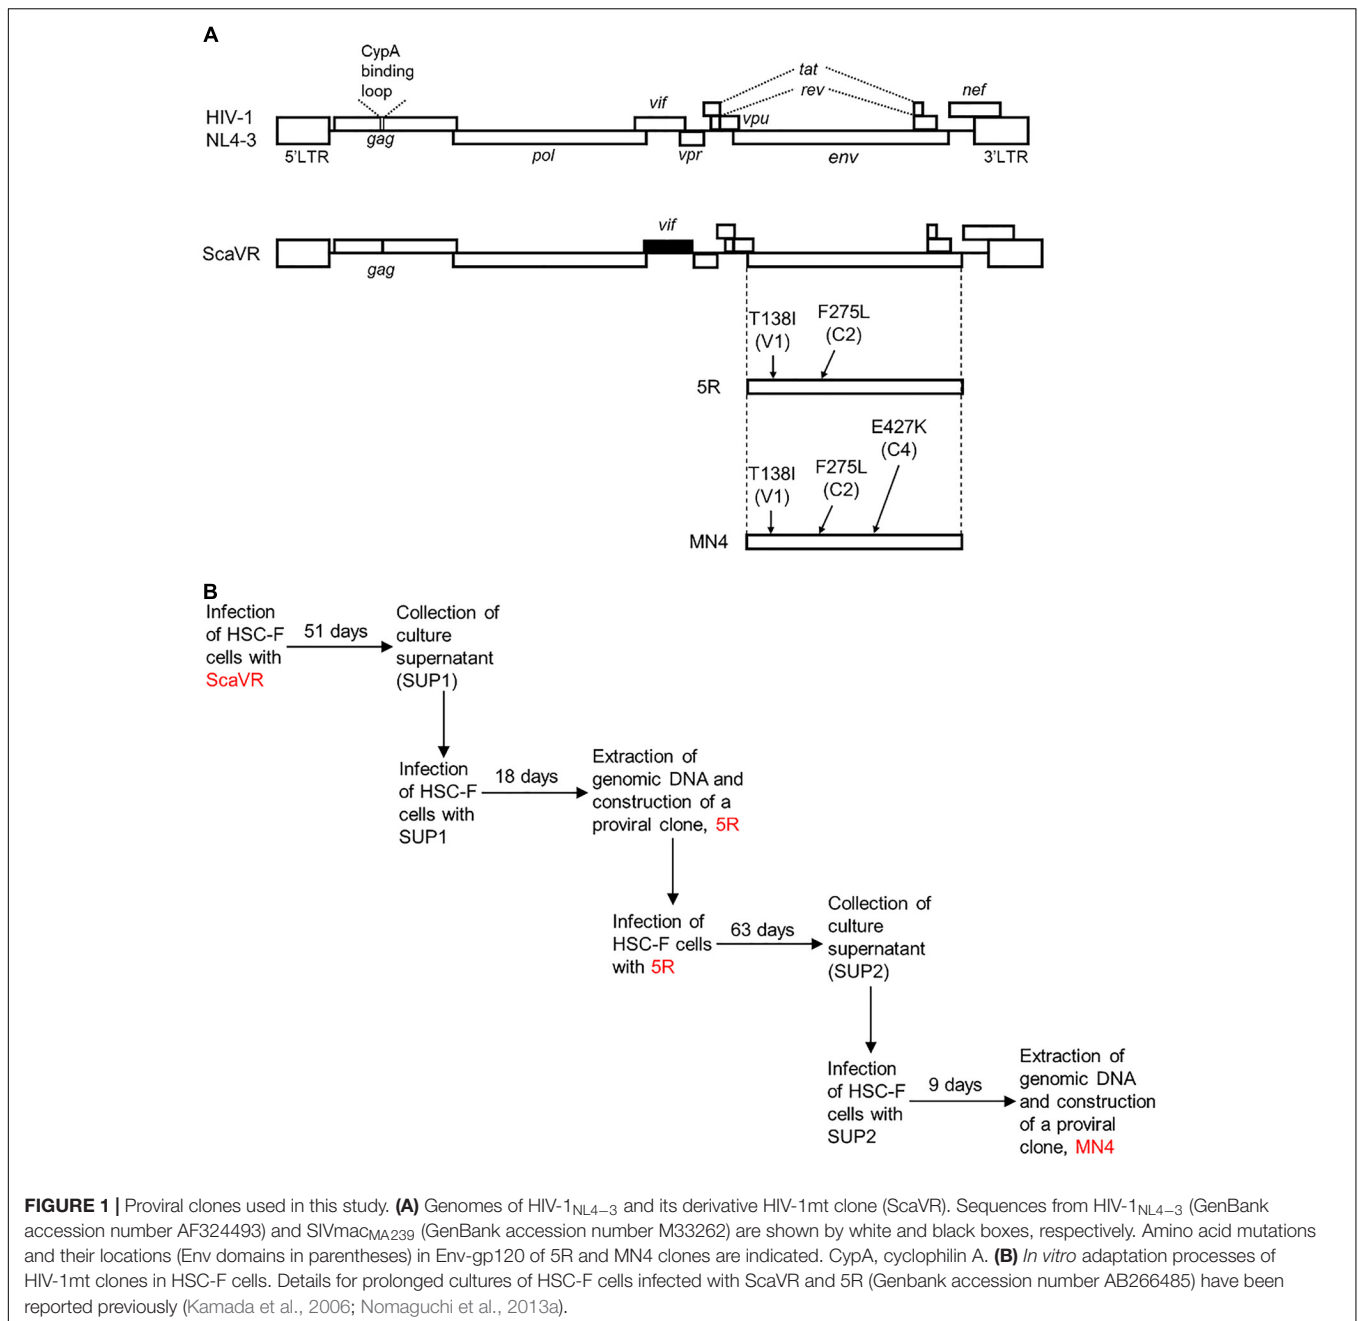 A
CypA
binding
loop
tat
rev
nef
vif
HIV-1
NL4-3
vpu
gag
5'LTR
pol
vpr
env
3'LTR
vif
ScaVR
gag
T138I
(V1)
F275L
(C2)
5R
E427K
(C4)
T138I
(V1)
F275L
(C2)
MN4
B
Infection
of HSC-F
cells with
ScaVR
51 days
Collection of
culture
supernatant
(SUP1)
Infection
of HSC-F
cells with
SUP1
18 days
Extraction of
genomic DNA and
construction of a
proviral clone, 5R
Infection of
HSC-F cells
with 5R
63 days
Collection of
culture
supernatant
(SUP2)
Infection
of HSC-F
cells with
SUP2
9 days
Extraction of
genomic DNA
and construction
of a proviral
clone, MN4
FIGURE 1 | Proviral clones used in this study. (A) Genomes of HIV-1NL4−3 and its derivative HIV-1mt clone (ScaVR). Sequences from HIV-1NL4−3 (GenBank
accession number AF324493) and SIVmacMA239 (GenBank accession number M33262) are shown by white and black boxes, respectively. Amino acid mutations
and their locations (Env domains in parentheses) in Env-gp120 of 5R and MN4 clones are indicated. CypA, cyclophilin A. (B) In vitro adaptation processes of
HIV-1mt clones in HSC-F cells. Details for prolonged cultures of HSC-F cells infected with ScaVR and 5R (Genbank accession number AB266485) have been
reported previously (Kamada et al., 2006; Nomaguchi et al., 2013a).